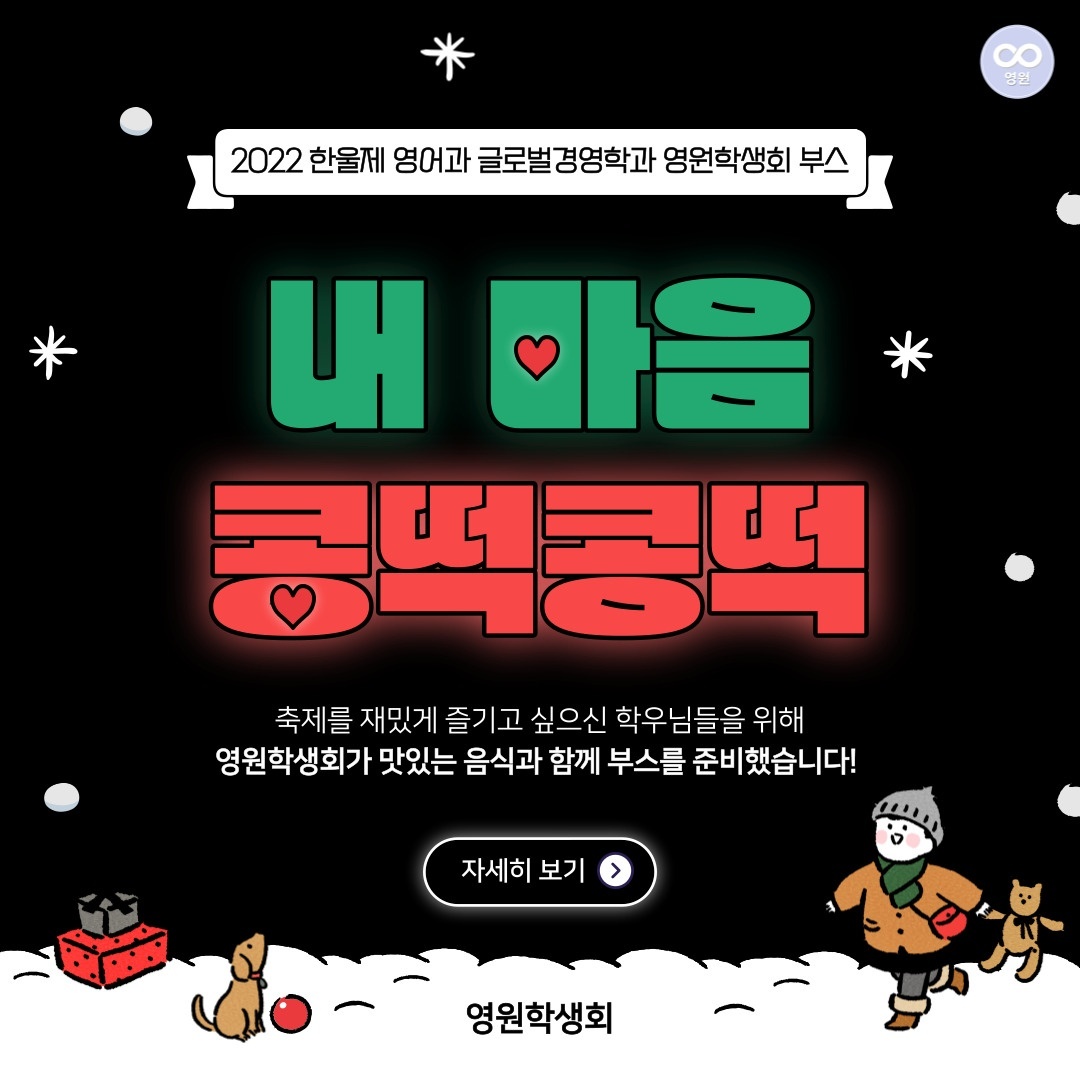 영원
2022 한울제 영어과 글로벌경영학과 영원학생회 부스
내 마음
콩떡콩떡
축제를 재밌게 즐기고 싶으신 학우님들을 위해
영원학생회가 맛있는 음식과 함께 부스를 준비했습니다!
자세히 보기
영원학생회